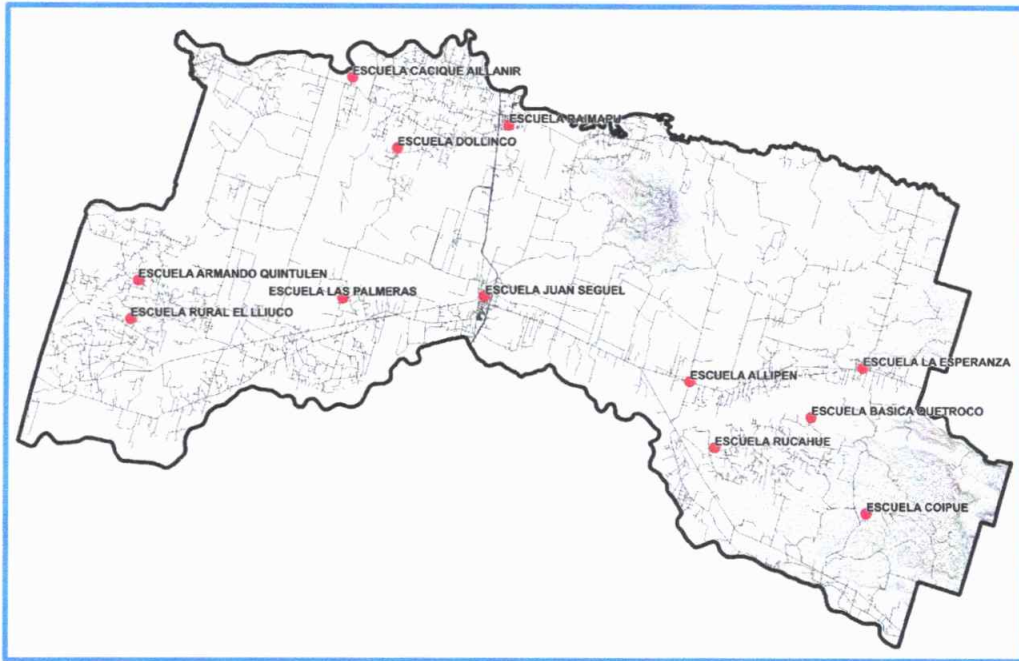 ESCUELA CACIQUE AILLANIR
ESCUELA RAIMAPU
ESCUELA DOLLINCO
ESCUELA ARMANDO QUINTULEN
ESCUELA LAS PALMERAS
ESCUELA JUAN SEGUEL
ESCUELA RURAL EL LLIUCO
ESCUELA LA ESPERANZA
ESCUELA ALLIPEN
ESCUELA BASICA QUETROCO
ESCUELA RUCAHUE
ESCUELA COIPUE